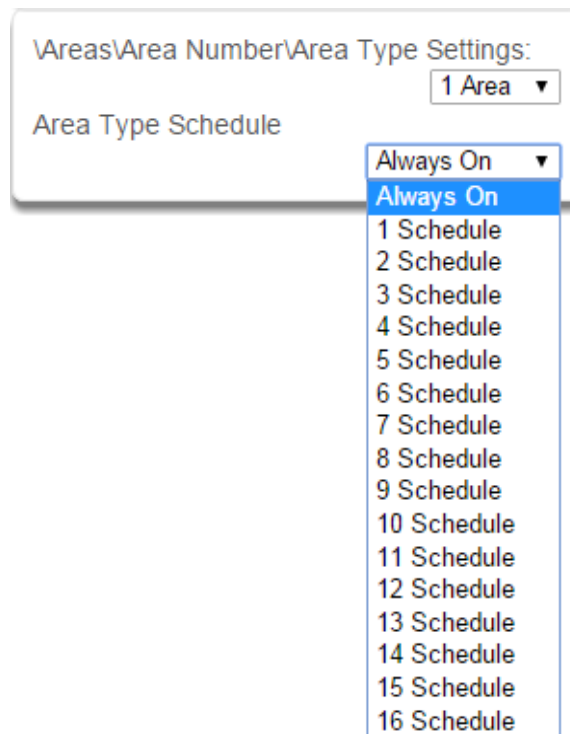 \Areas\Area Number\Area Type Settings:
1 Area
Area Type Schedule
Always On
Always On
1 Schedule
2 Schedule
3 Schedule
4 Schedule
5 Schedule
6 Schedule
7 Schedule
8 Schedule
9 Schedule
10 Schedule
11 Schedule
12 Schedule
13 Schedule
14 Schedule
15 Schedule
16 Schedule